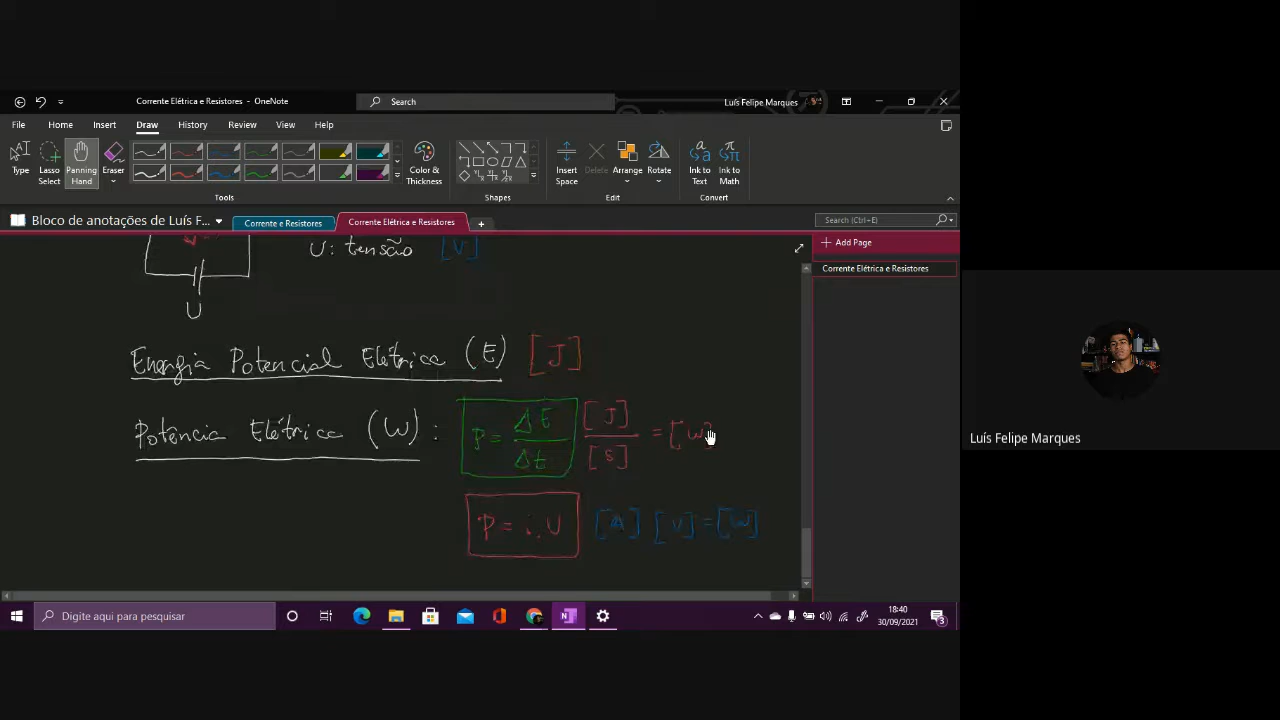 Corrente Elétrica e Resistores - OneNote
Search
Luís Felipe Marques
File Home Insert Draw History Review View Help
Type
Lasso Select
Panning Hand
Eraser
Color & Thickness
Insert Space
Delete
Arrange
Rotate
Ink to Text
Ink to Math
Tools
Shapes
Edit
Convert
Bloco de anotações de Luís F...
Corrente e Resistores
Corrente Elétrica e Resistores
+
Search (Ctrl+E)
Add Page
Corrente Elétrica e Resistores
U: tensão [V]
U
Energia Potencial Elétrica (E) [J]
Potência Elétrica (W): P = ΔE/Δt [J]/[s] = [W]
P = i.U [A] [V] = [W]
Luís Felipe Marques
Digite aqui para pesquisar
18:40
30/09/2021
3